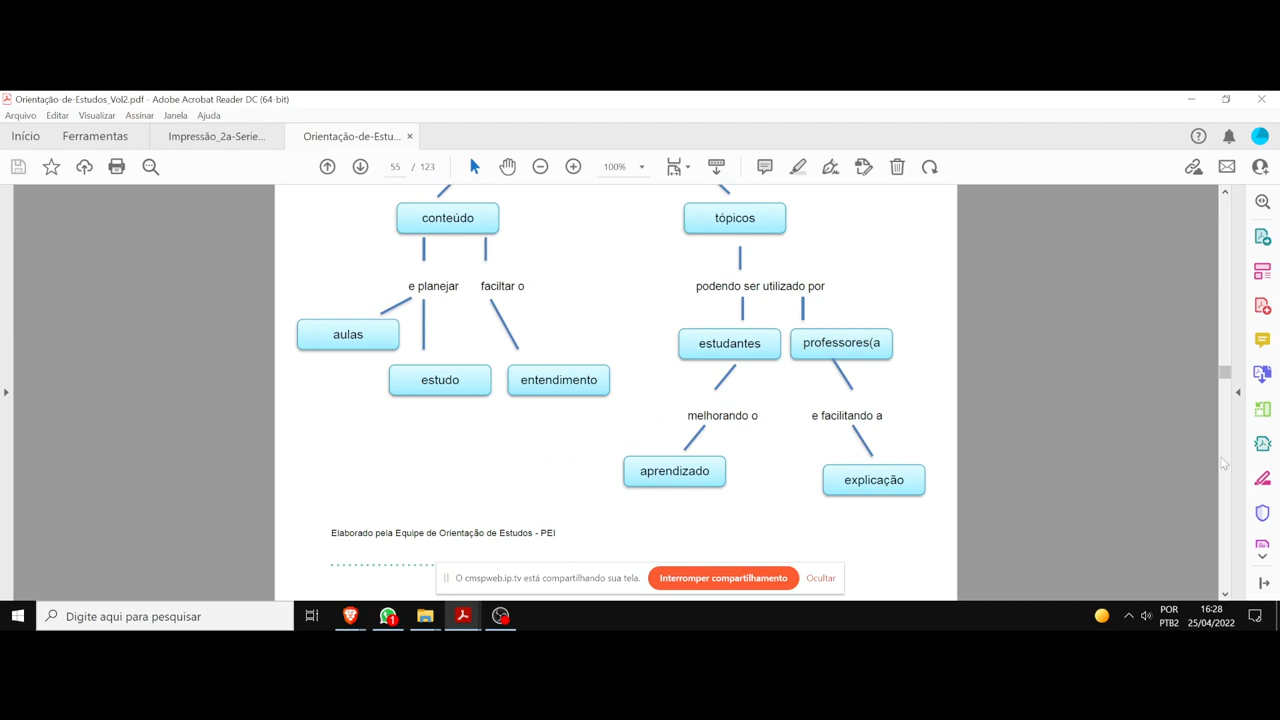 Orientação-de-Estudos_Vol2.pdf - Adobe Acrobat Reader DC (64-bit)
Arquivo Editar Visualizar Assinar Janela Ajuda
Início Ferramentas Impressão_2a-Serie... Orientação-de-Estu... ×
55 / 123 100%
conteúdo tópicos
e planejar faciltar o podendo ser utilizado por
aulas estudantes professores(a
estudo entendimento
melhorando o e facilitando a
aprendizado explicação
Elaborado pela Equipe de Orientação de Estudos - PEI
O cmspweb.ip.tv está compartilhando sua tela. Interromper compartilhamento Ocultar
Digite aqui para pesquisar 1 POR 16:28
PTB2 25/04/2022